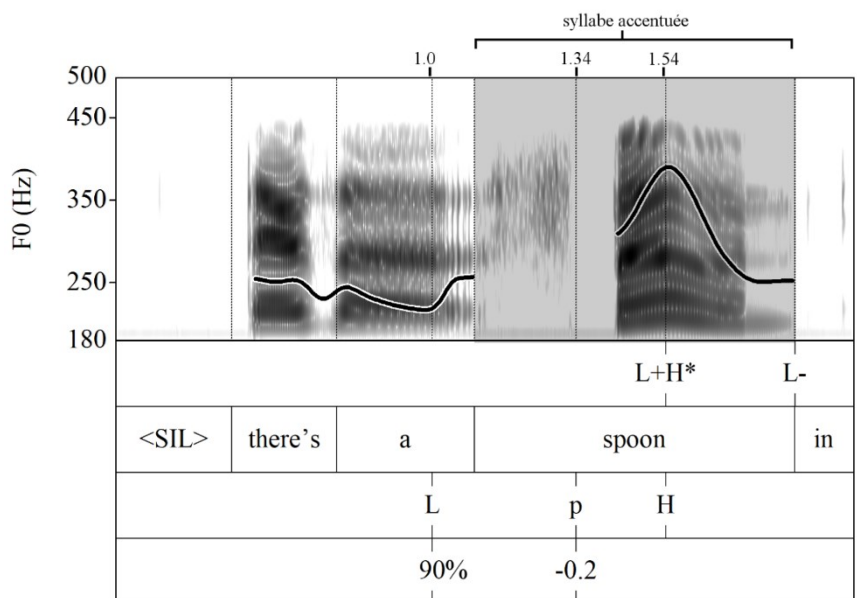 syllabe accentuée
1.0 1.34 1.54
500
450
350
250
180
F0 (Hz)
L+H* L-
<SIL> there's a spoon in
L p H
90% -0.2